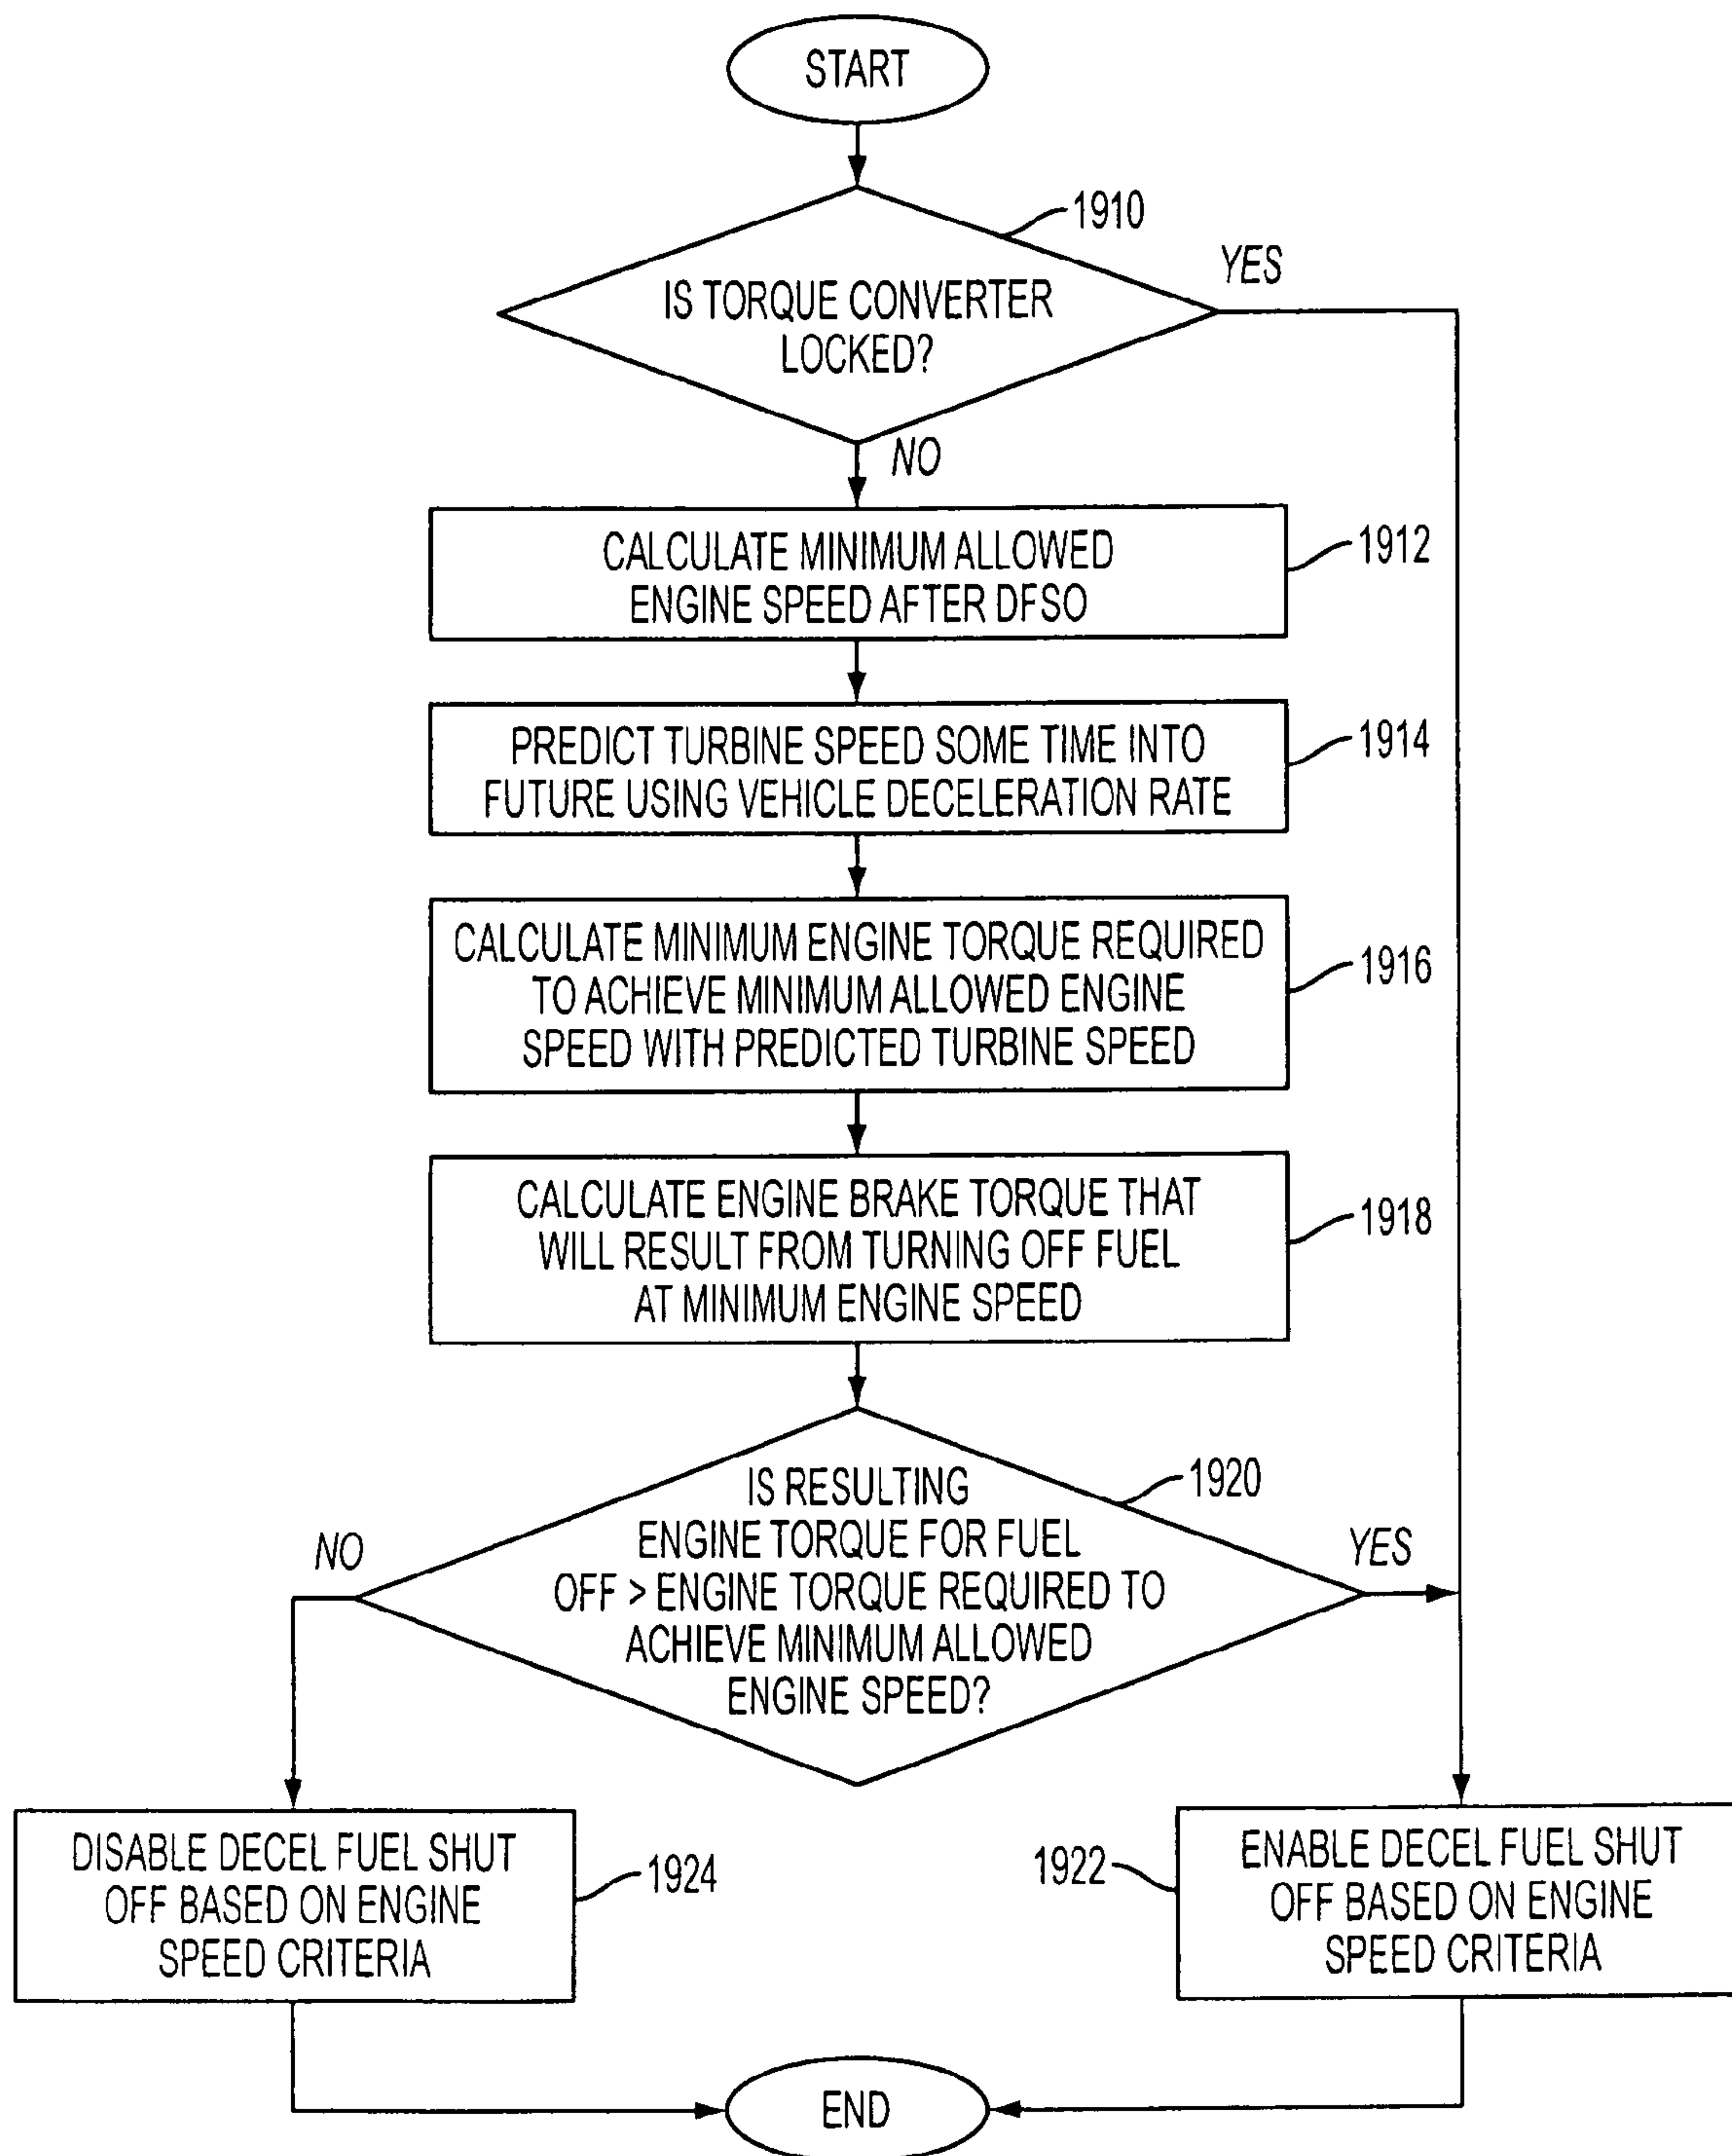 START
1910
YES
IS TORQUE CONVERTER
LOCKED?
NO
CALCULATE MINIMUM ALLOWED
ENGINE SPEED AFTER DFSO
1912
PREDICT TURBINE SPEED SOME TIME INTO
FUTURE USING VEHICLE DECELERATION RATE
1914
CALCULATE MINIMUM ENGINE TORQUE REQUIRED
TO ACHIEVE MINIMUM ALLOWED ENGINE
SPEED WITH PREDICTED TURBINE SPEED
1916
CALCULATE ENGINE BRAKE TORQUE THAT
WILL RESULT FROM TURNING OFF FUEL
AT MINIMUM ENGINE SPEED
1918
IS RESULTING
ENGINE TORQUE FOR FUEL
OFF > ENGINE TORQUE REQUIRED TO
ACHIEVE MINIMUM ALLOWED
ENGINE SPEED?
1920
NO
YES
DISABLE DECEL FUEL SHUT
OFF BASED ON ENGINE
SPEED CRITERIA
1924
1922
ENABLE DECEL FUEL SHUT
OFF BASED ON ENGINE
SPEED CRITERIA
END